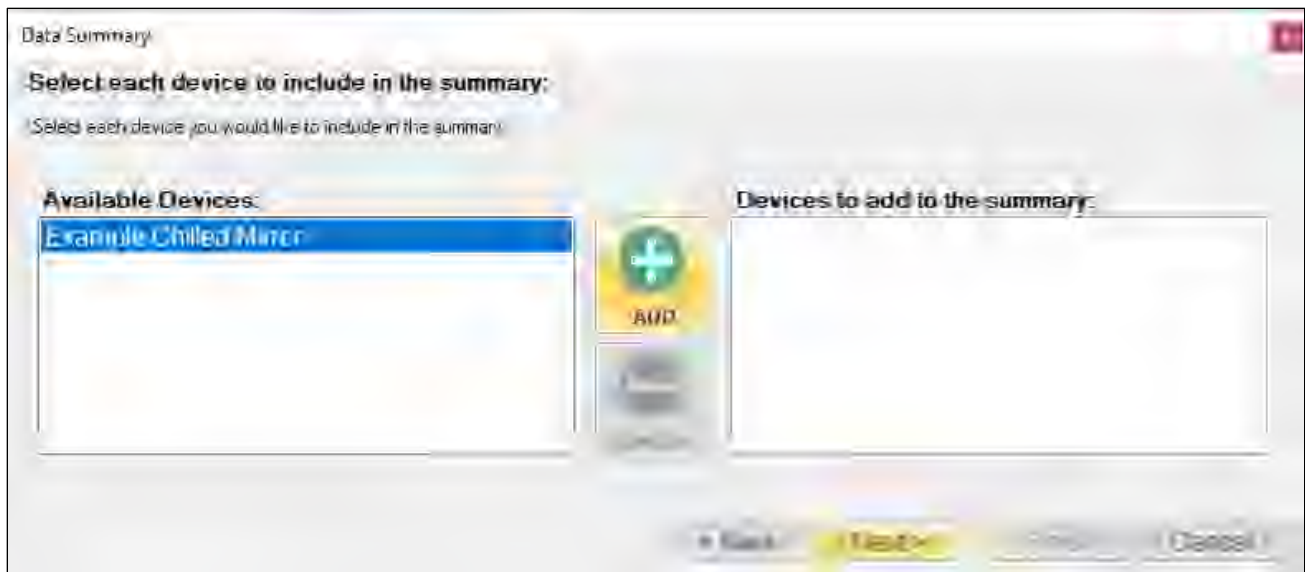 Data Summary
Select each device to include in the summary:
Select each device you would like to include in the summary
Available Devices:
Devices to add to the summary:
Example Chilled Mirror
ADD
< Back
Next >
Cancel